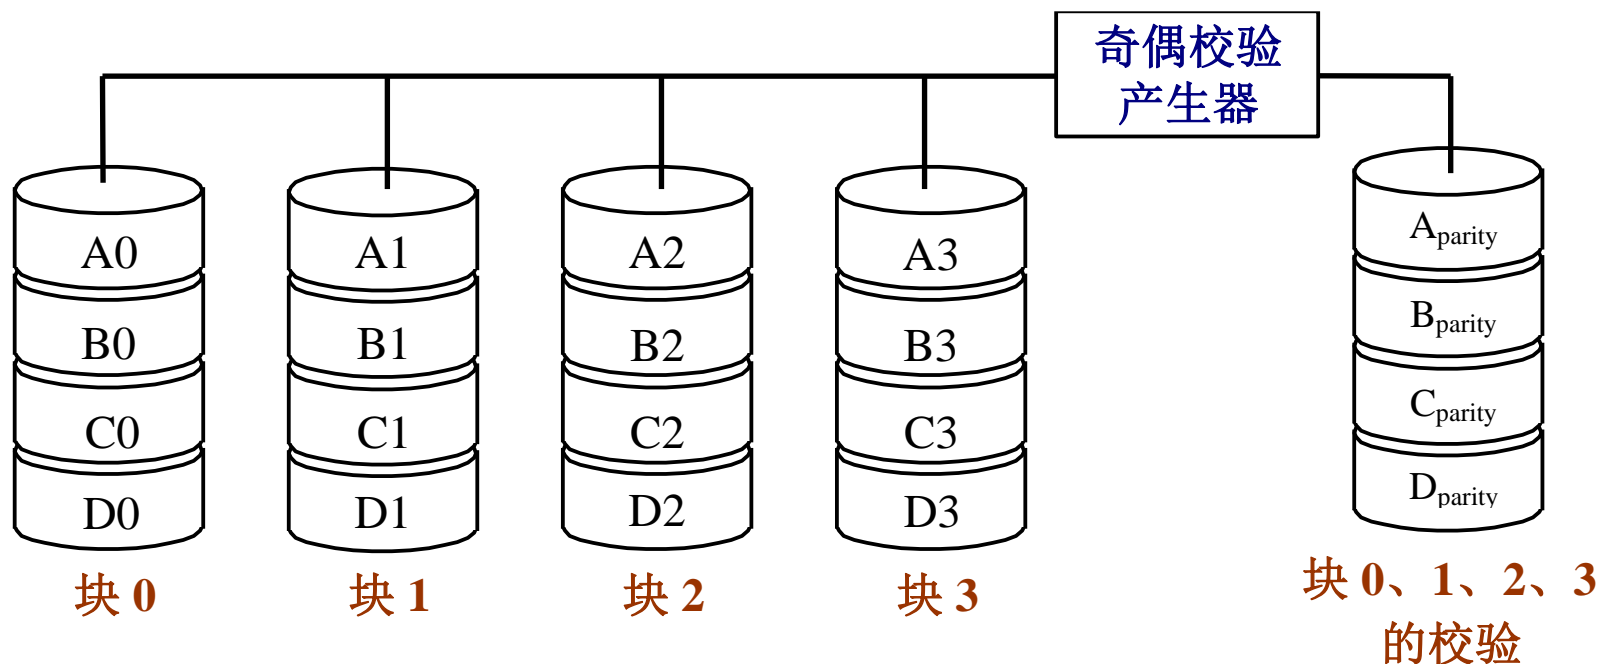 奇偶校验
产生器
A0
A1
A2
A3
Aparity
B0
B1
B2
B3
Bparity
C0
C1
C2
C3
Cparity
D0
D1
D2
D3
Dparity
块 0
块 1
块 2
块 3
块 0、1、2、3
的校验